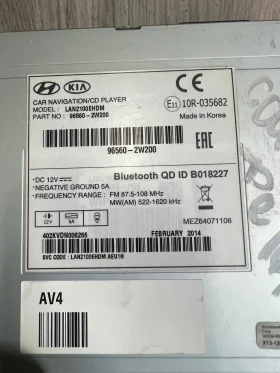 HYUNDAI KIA
CAR NAVIGATION/CD PLAYER
MODEL: LAN2100EHDM
PART NO: 96560-2W200
CE
E11 10R-035682
Made in Korea
96560-2W200
EAC
DC 12V
NEGATIVE GROUND 5A
Bluetooth QD ID B018227
FREQUENCY RANGE: FM 87.5-108 MHz
MW(AM) 522-1620 kHz
12V 5A
MEZ64071106
402KVDN006266
FEBRUARY 2014
SVC CODE: LAN2100EHDM.AEU1H
AV4